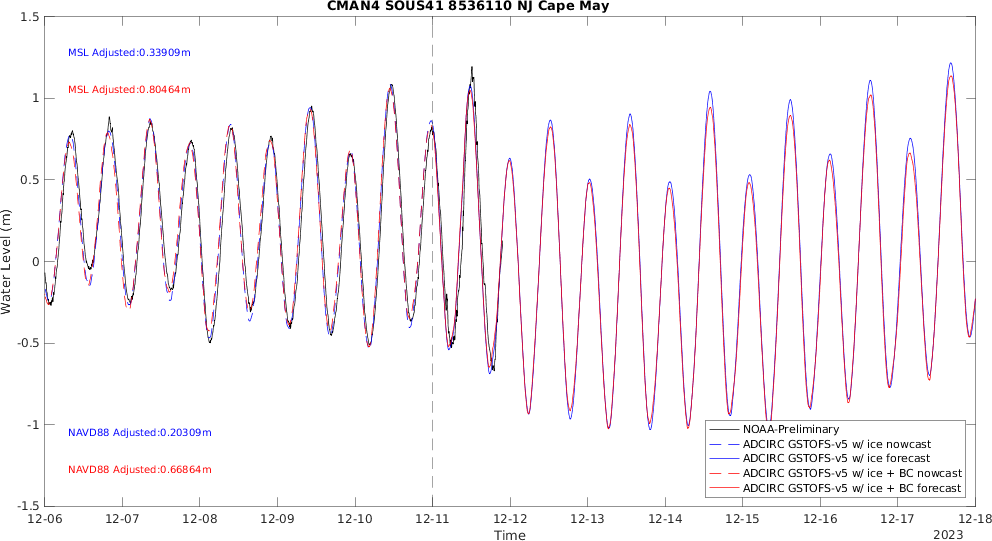 CMAN4 SOUS41 8536110 NJ Cape May
1.5
MSL Adjusted:0.33909m
MSL Adjusted:0.80464m
1
0.5
Water Level (m)
0
-0.5
-1
NAVD88 Adjusted:0.20309m
NAVD88 Adjusted:0.66864m
-1.5
NOAA-Preliminary
ADCIRC GSTOFS-v5 w/ ice nowcast
ADCIRC GSTOFS-v5 w/ ice forecast
ADCIRC GSTOFS-v5 w/ ice + BC nowcast
ADCIRC GSTOFS-v5 w/ ice + BC forecast
12-06 12-07 12-08 12-09 12-10 12-11 12-12 12-13 12-14 12-15 12-16 12-17 12-18
Time
2023